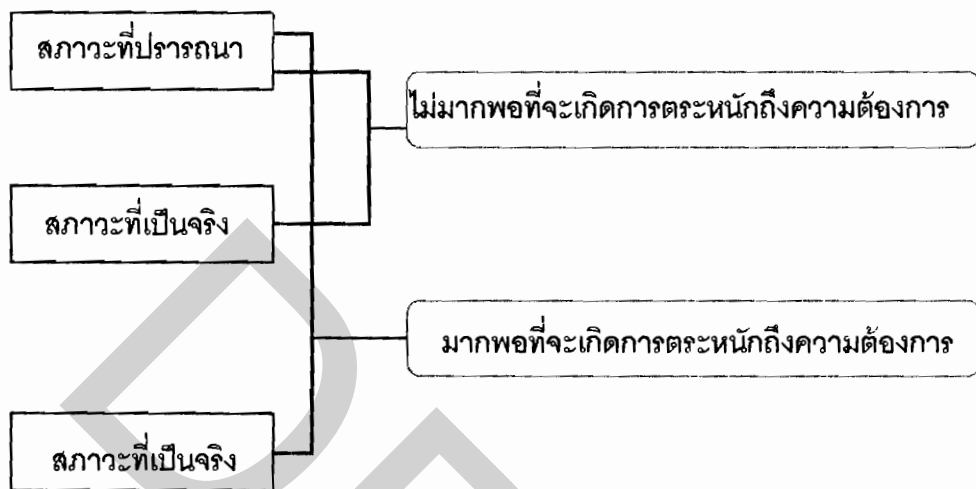 สภาวะที่ปรารถนา
ไม่มากพอที่จะเกิดการตระหนักถึงความต้องการ
สภาวะที่เป็นจริง
มากพอที่จะเกิดการตระหนักถึงความต้องการ
สภาวะที่เป็นจริง